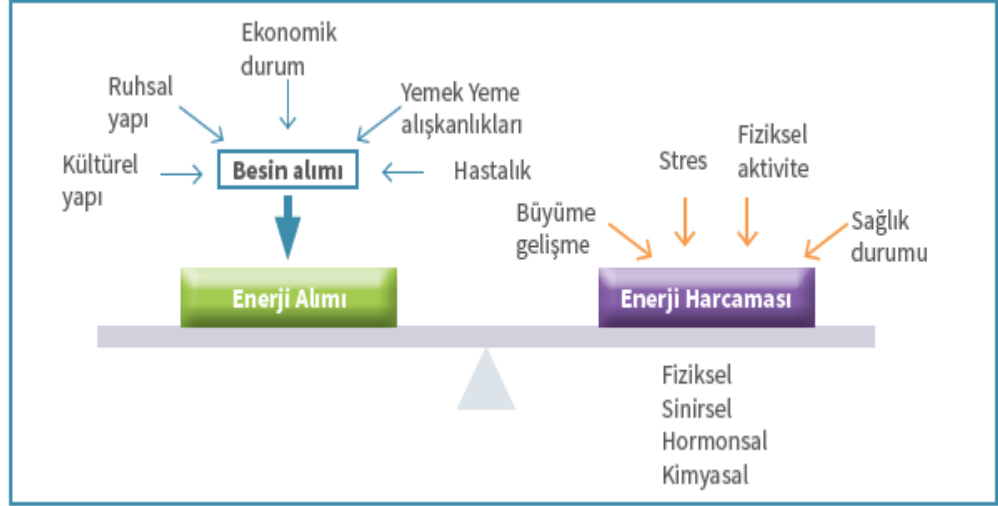 Ekonomik
durum
Ruhsal
yapı
Yemek Yeme
alışkanlıkları
Kültürel
yapı
Besin alımı
Hastalık
Stres
Fiziksel
aktivite
Büyüme
gelişme
Sağlık
durumu
Enerji Alımı
Enerji Harcaması
Fiziksel
Sinirsel
Hormonsal
Kimyasal